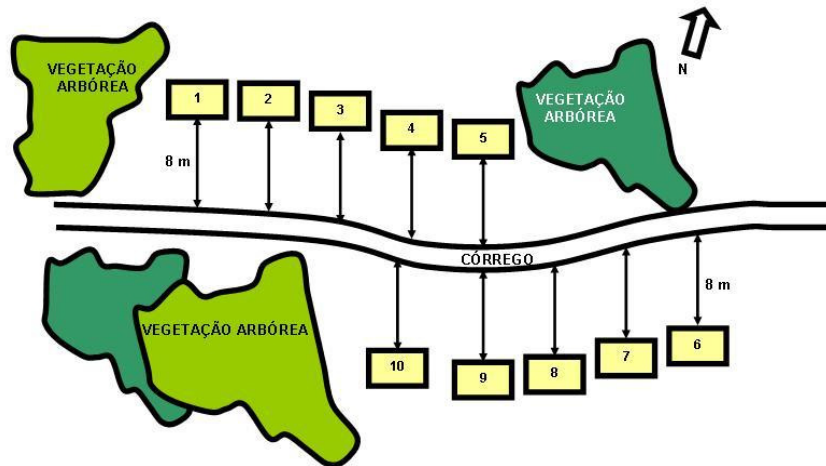 N
VEGETAÇÃO
ARBÓREA
1
2
3
4
5
VEGETAÇÃO
ARBÓREA
8 m
CÓRREGO
8 m
VEGETAÇÃO ARBÓREA
10
9
8
7
6